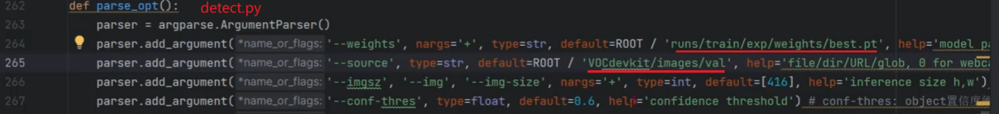 262 def parse_opt(): detect.py
263 parser = argparse.ArgumentParser()
264 parser.add_argument( *name_or_flags: '--weights', nargs='+', type=str, default=ROOT / 'runs/train/exp/weights/best.pt', help='model pa
265 parser.add_argument( *name_or_flags: '--source', type=str, default=ROOT / 'VOCdevkit/images/val', help='file/dir/URL/glob, 0 for webca
266 parser.add_argument( *name_or_flags: '--imgsz', '--img', '--img-size', nargs='+', type=int, default=[416], help='inference size h,w')
267 parser.add_argument( *name_or_flags: '--conf-thres', type=float, default=0.6, help='confidence threshold') # conf-thres: object置信度阈